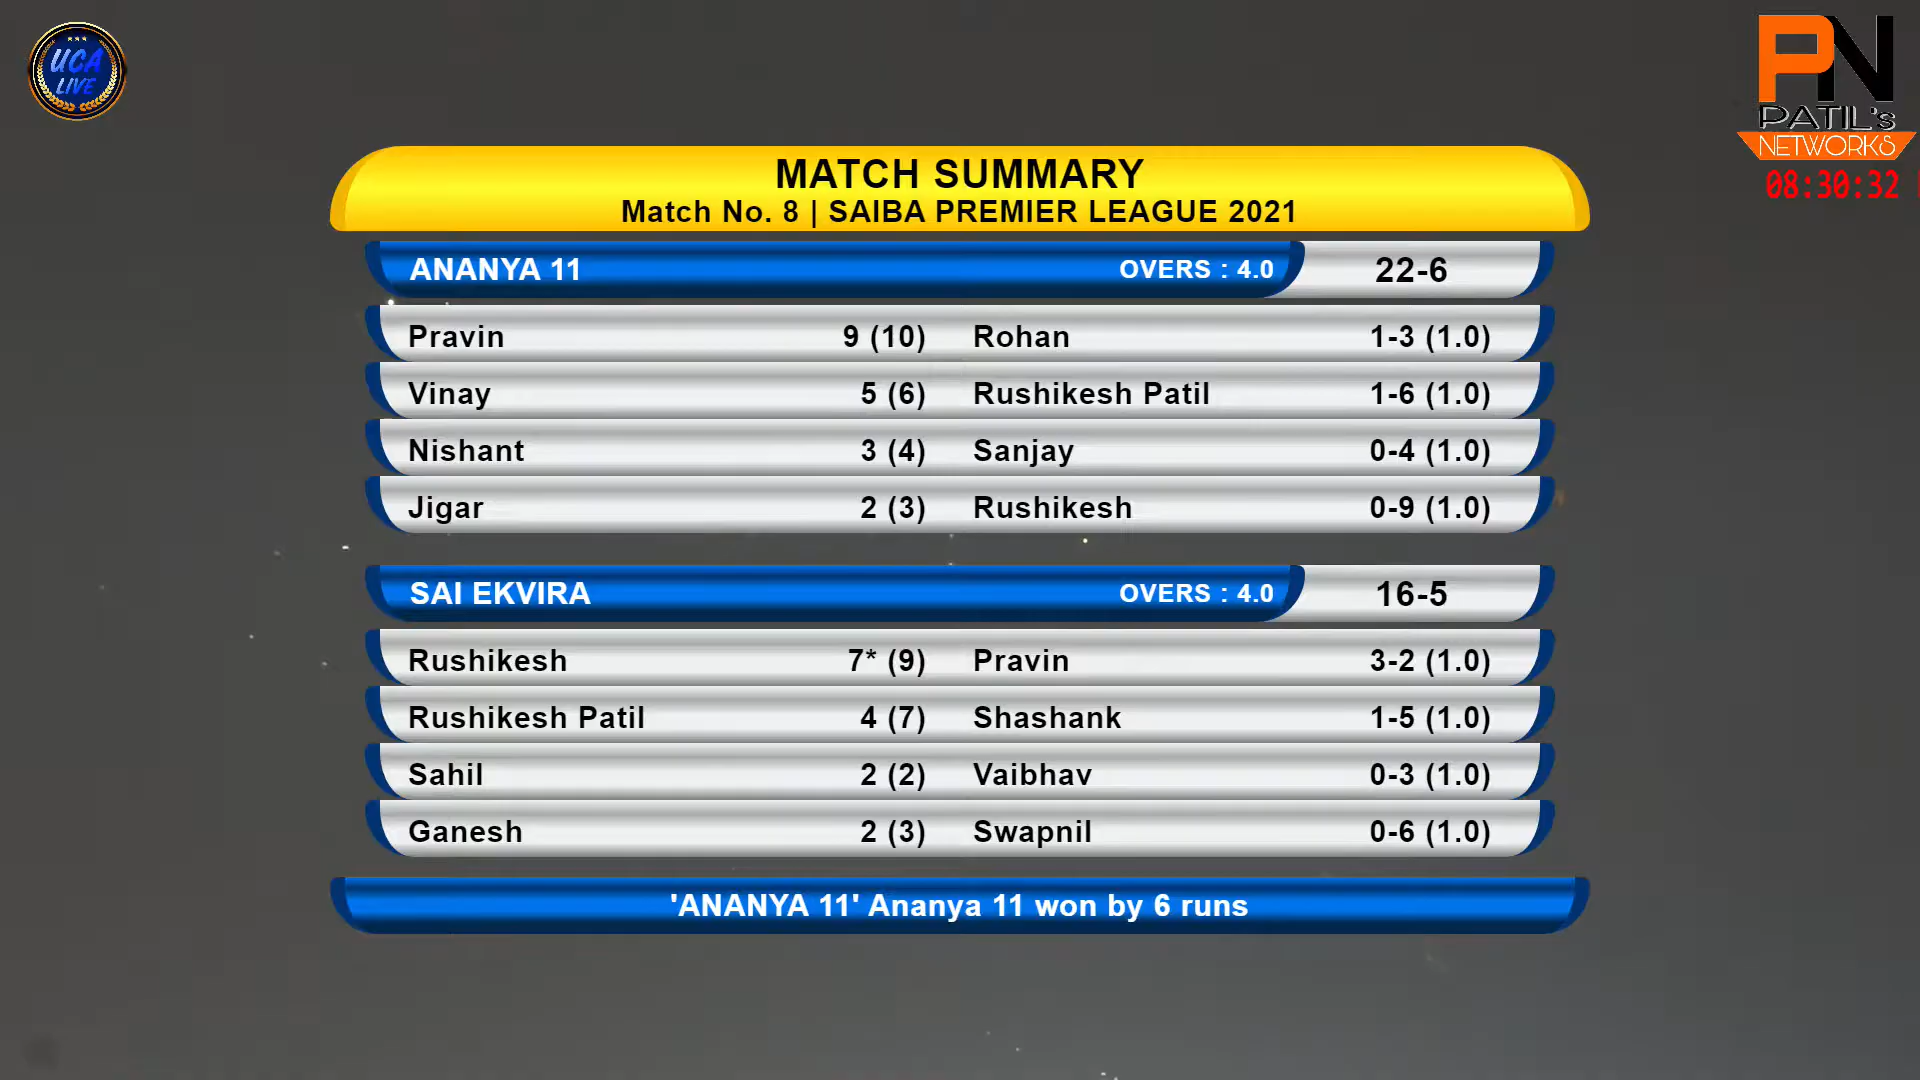 UCA
LIVE
PN
PATIL's
NETWORKS
08:30:32
MATCH SUMMARY
Match No. 8 | SAIBA PREMIER LEAGUE 2021
ANANYA 11 OVERS : 4.0 22-6
Pravin 9 (10) Rohan 1-3 (1.0)
Vinay 5 (6) Rushikesh Patil 1-6 (1.0)
Nishant 3 (4) Sanjay 0-4 (1.0)
Jigar 2 (3) Rushikesh 0-9 (1.0)
SAI EKVIRA OVERS : 4.0 16-5
Rushikesh 7* (9) Pravin 3-2 (1.0)
Rushikesh Patil 4 (7) Shashank 1-5 (1.0)
Sahil 2 (2) Vaibhav 0-3 (1.0)
Ganesh 2 (3) Swapnil 0-6 (1.0)
'ANANYA 11' Ananya 11 won by 6 runs